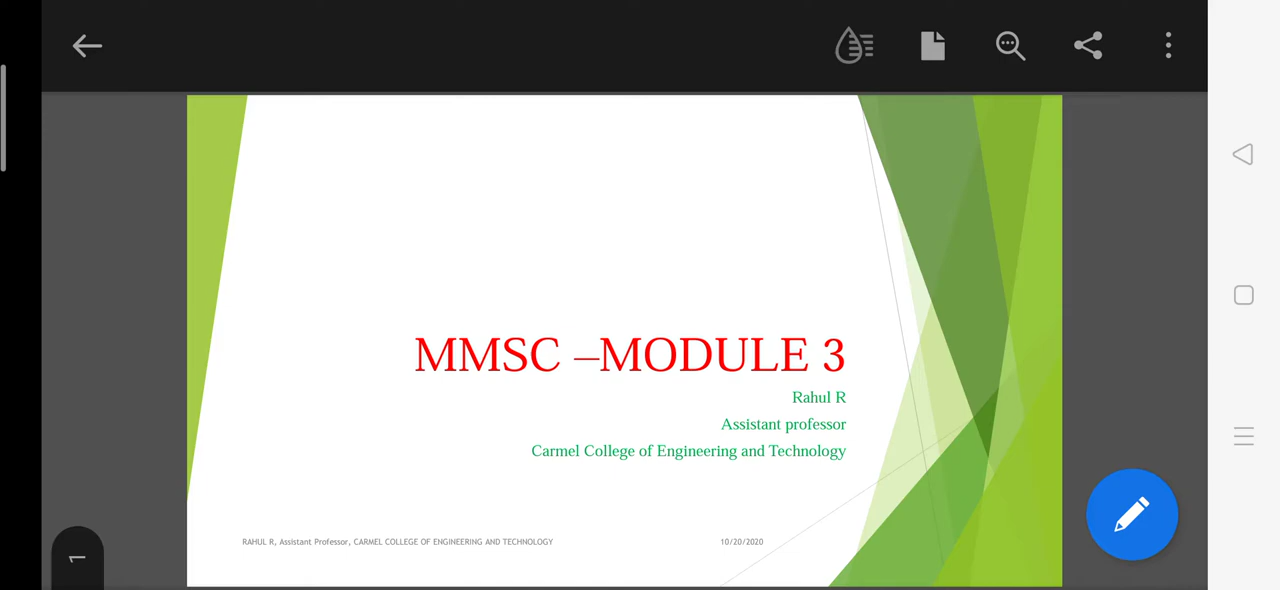 MMSC –MODULE 3
Rahul R
Assistant professor
Carmel College of Engineering and Technology
RAHUL R, Assistant Professor, CARMEL COLLEGE OF ENGINEERING AND TECHNOLOGY
10/20/2020
1